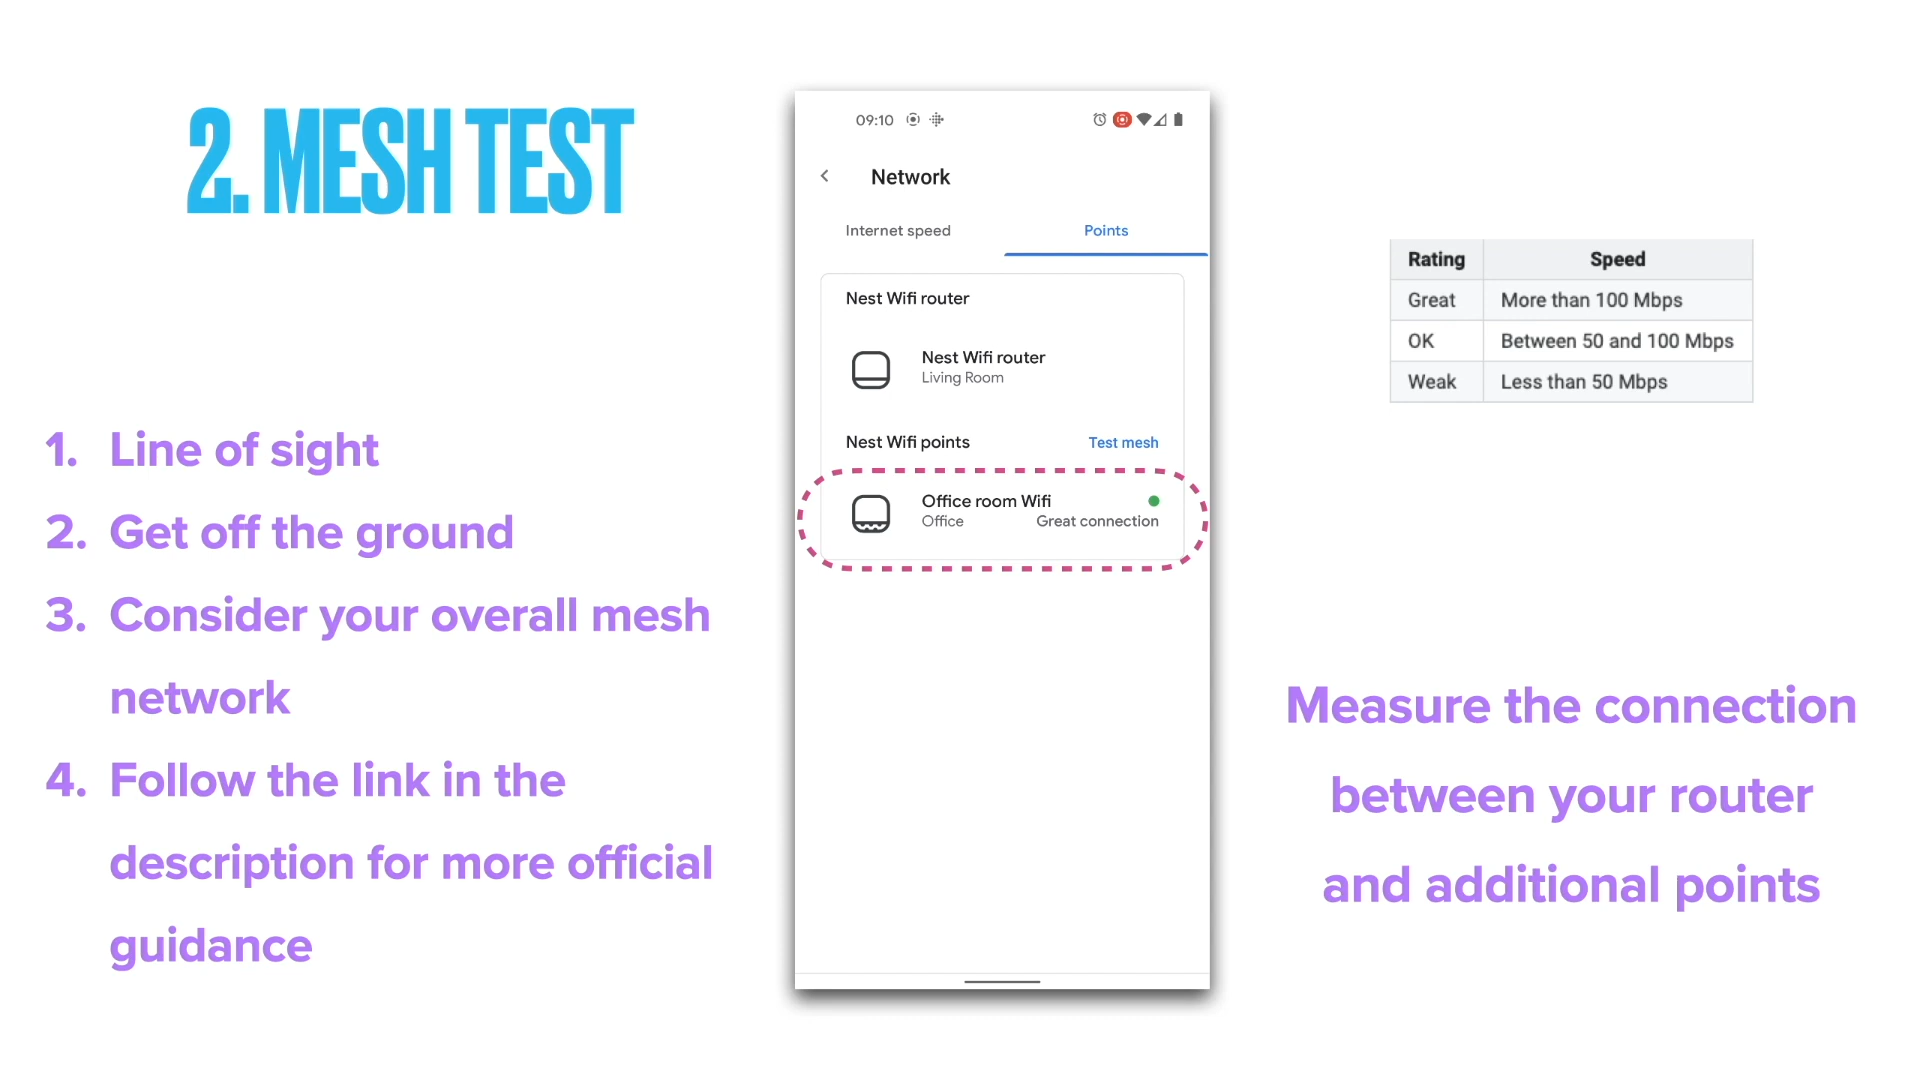 2. MESH TEST
1. Line of sight
2. Get off the ground
3. Consider your overall mesh
network
4. Follow the link in the
description for more official
guidance
09:10
Network
Internet speed
Points
Nest Wifi router
Nest Wifi router
Living Room
Nest Wifi points
Test mesh
Office room Wifi
Office
Great connection
Rating Speed
Great More than 100 Mbps
OK Between 50 and 100 Mbps
Weak Less than 50 Mbps
Measure the connection
between your router
and additional points